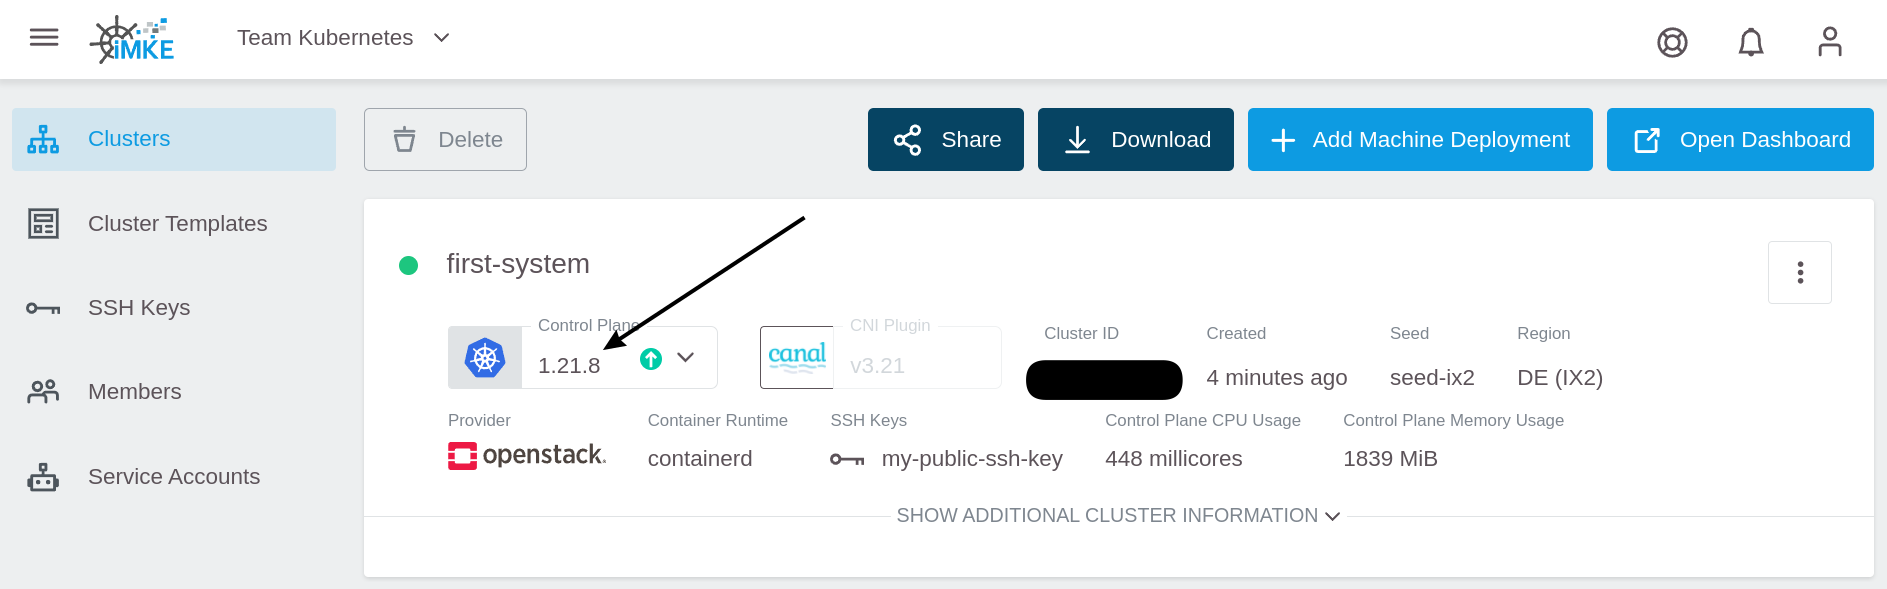 iMKE
Team Kubernetes
Clusters
Delete
Share
Download
Add Machine Deployment
Open Dashboard
Cluster Templates
first-system
SSH Keys
Control Plane
CNI Plugin
Cluster ID
Created
Seed
Region
1.21.8
canal
v3.21
4 minutes ago
seed-ix2
DE (IX2)
Members
Provider
Container Runtime
SSH Keys
Control Plane CPU Usage
Control Plane Memory Usage
openstack.
containerd
my-public-ssh-key
448 millicores
1839 MiB
Service Accounts
SHOW ADDITIONAL CLUSTER INFORMATION